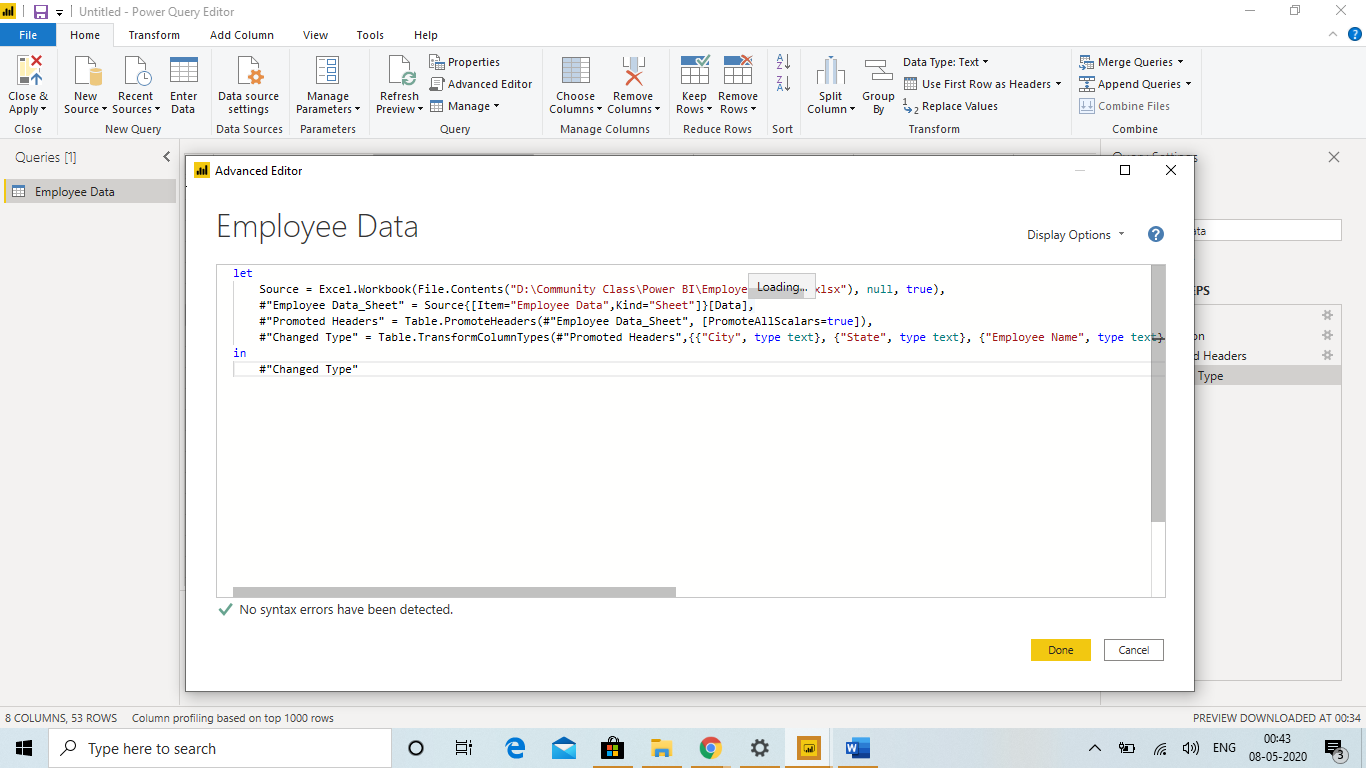 Untitled - Power Query Editor
File Home Transform Add Column View Tools Help
Close & Apply
Close
New Source
Recent Sources
Enter Data
New Query
Data source settings
Data Sources
Manage Parameters
Parameters
Refresh Preview
Properties
Advanced Editor
Manage
Query
Choose Columns
Remove Columns
Manage Columns
Keep Rows
Remove Rows
Reduce Rows
Sort
Split Column
Group By
Data Type: Text
Use First Row as Headers
Replace Values
Transform
Merge Queries
Append Queries
Combine Files
Combine
Queries [1]
Employee Data
Advanced Editor
Employee Data
Display Options
let
Source = Excel.Workbook(File.Contents("D:\Community Class\Power BI\Employe xlsx"), null, true),
Loading...
#"Employee Data_Sheet" = Source{[Item="Employee Data",Kind="Sheet"]}[Data],
#"Promoted Headers" = Table.PromoteHeaders(#"Employee Data_Sheet", [PromoteAllScalars=true]),
#"Changed Type" = Table.TransformColumnTypes(#"Promoted Headers",{{"City", type text}, {"State", type text}, {"Employee Name", type text}
in
#"Changed Type"
No syntax errors have been detected.
Done
Cancel
ata
EPS
on
d Headers
Type
8 COLUMNS, 53 ROWS Column profiling based on top 1000 rows
PREVIEW DOWNLOADED AT 00:34
Type here to search
ENG
00:43
08-05-2020
3